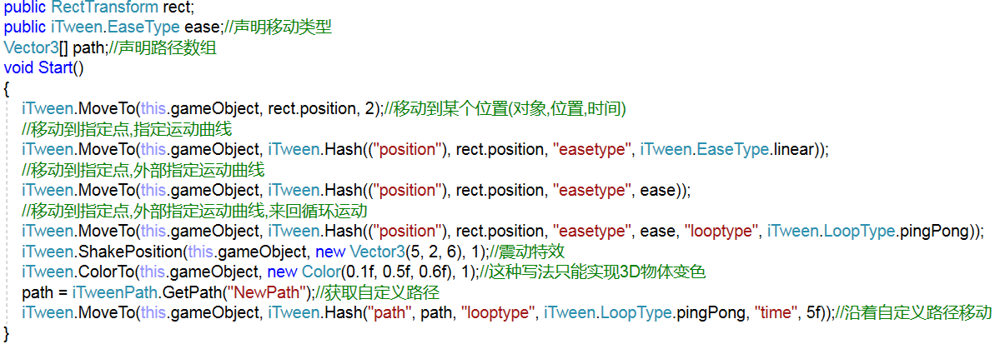 public RectTransform rect;
public iTween.EaseType ease;//声明移动类型
Vector3[] path;//声明路径数组
void Start()
{
iTween.MoveTo(this.gameObject, rect.position, 2);//移动到某个位置(对象,位置,时间)
//移动到指定点,指定运动曲线
iTween.MoveTo(this.gameObject, iTween.Hash(("position"), rect.position, "easetype", iTween.EaseType.linear));
//移动到指定点,外部指定运动曲线
iTween.MoveTo(this.gameObject, iTween.Hash(("position"), rect.position, "easetype", ease));
//移动到指定点,外部指定运动曲线,来回循环运动
iTween.MoveTo(this.gameObject, iTween.Hash(("position"), rect.position, "easetype", ease, "looptype", iTween.LoopType.pingPong));
iTween.ShakePosition(this.gameObject, new Vector3(5, 2, 6), 1);//震动特效
iTween.ColorTo(this.gameObject, new Color(0.1f, 0.5f, 0.6f), 1);//这种写法只能实现3D物体变色
path = iTweenPath.GetPath("NewPath");//获取自定义路径
iTween.MoveTo(this.gameObject, iTween.Hash("path", path, "looptype", iTween.LoopType.pingPong, "time", 5f));//沿着自定义路径移动
}